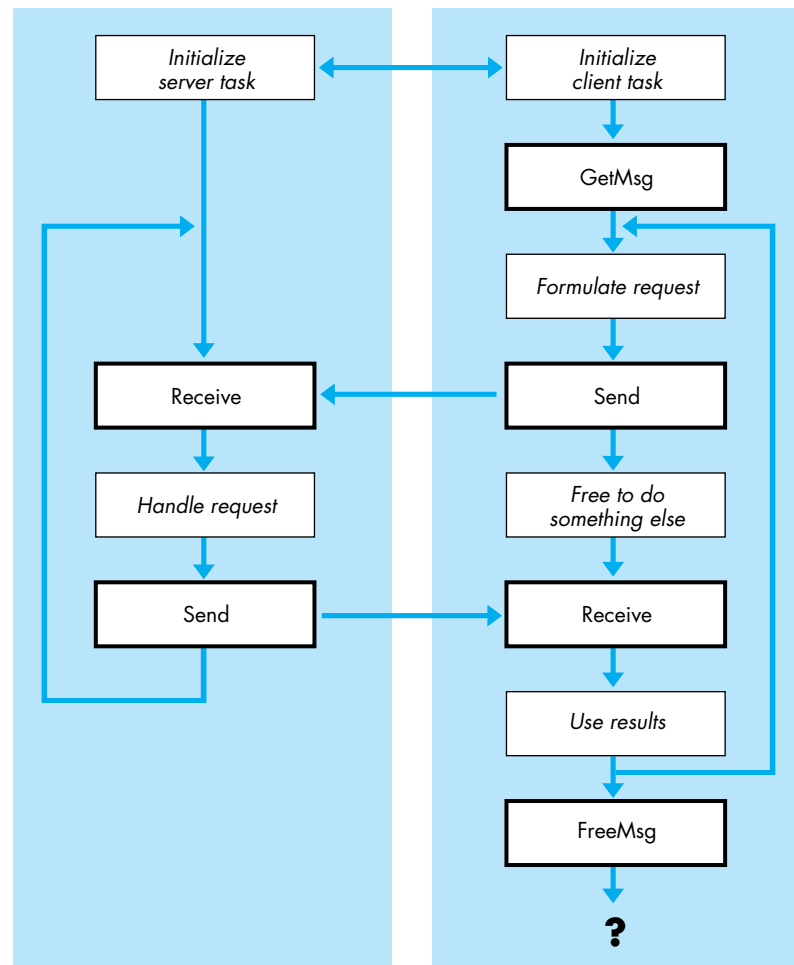 Initialize
server task
Receive
Handle request
Send
Initialize
client task
GetMsg
Formulate request
Send
Free to do
something else
Receive
Use results
FreeMsg
?